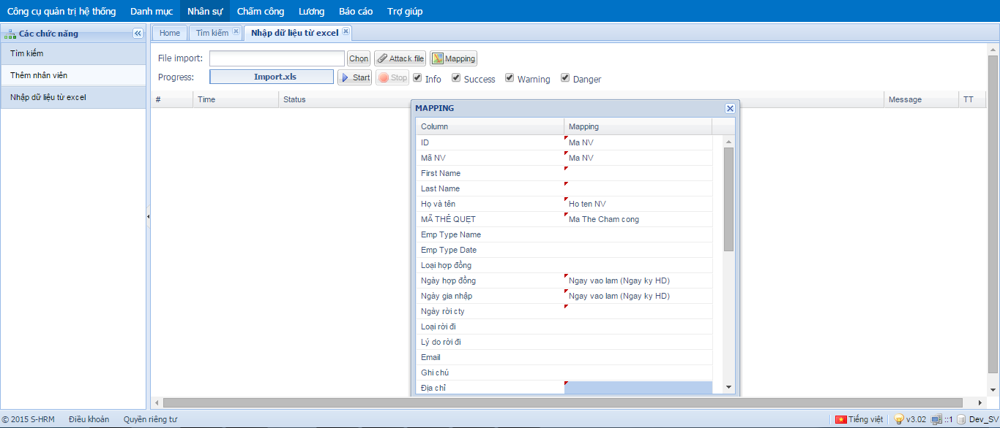 Công cụ quản trị hệ thống Danh mục Nhân sự Chấm công Lương Báo cáo Trợ giúp
Các chức năng
Tìm kiếm
Thêm nhân viên
Nhập dữ liệu từ excel
Home Tìm kiếm Nhập dữ liệu từ excel
File import: Chọn Attack file Mapping
Progress: Import.xls Start Stop Info Success Warning Danger
# Time Status Message TT
MAPPING
Column Mapping
ID Ma NV
Mã NV Ma NV
First Name
Last Name
Họ và tên Ho ten NV
MÃ THẺ QUẸT Ma The Cham cong
Emp Type Name
Emp Type Date
Loại hợp đồng
Ngày hợp đồng Ngay vao lam (Ngay ky HD)
Ngày gia nhập Ngay vao lam (Ngay ky HD)
Ngày rời cty
Loại rời đi
Lý do rời đi
Email
Ghi chú
Địa chỉ
© 2015 S-HRM Điều khoản Quyền riêng tư Tiếng việt v3.02 ::1 Dev_SV